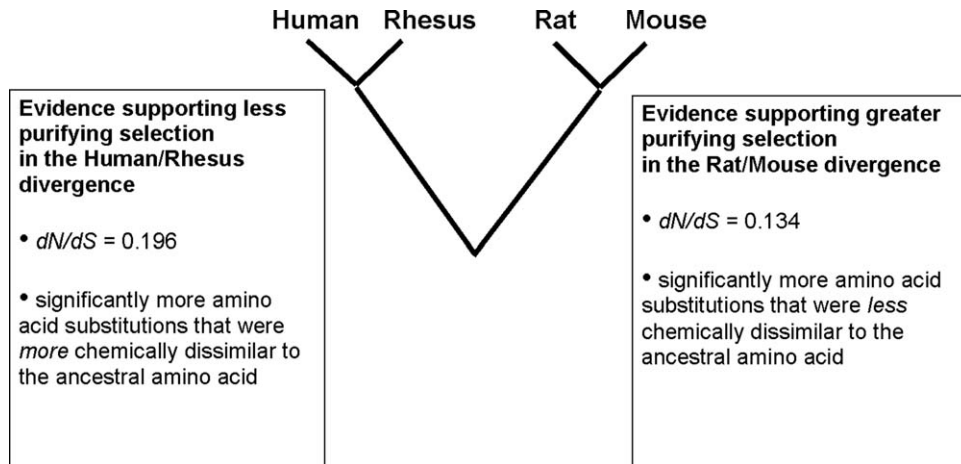 Human Rhesus Rat Mouse
Evidence supporting less
purifying selection
in the Human/Rhesus
divergence
• dN/dS = 0.196
• significantly more amino
acid substitutions that were
more chemically dissimilar to
the ancestral amino acid
Evidence supporting greater
purifying selection
in the Rat/Mouse divergence
• dN/dS = 0.134
• significantly more amino acid
substitutions that were less
chemically dissimilar to the
ancestral amino acid